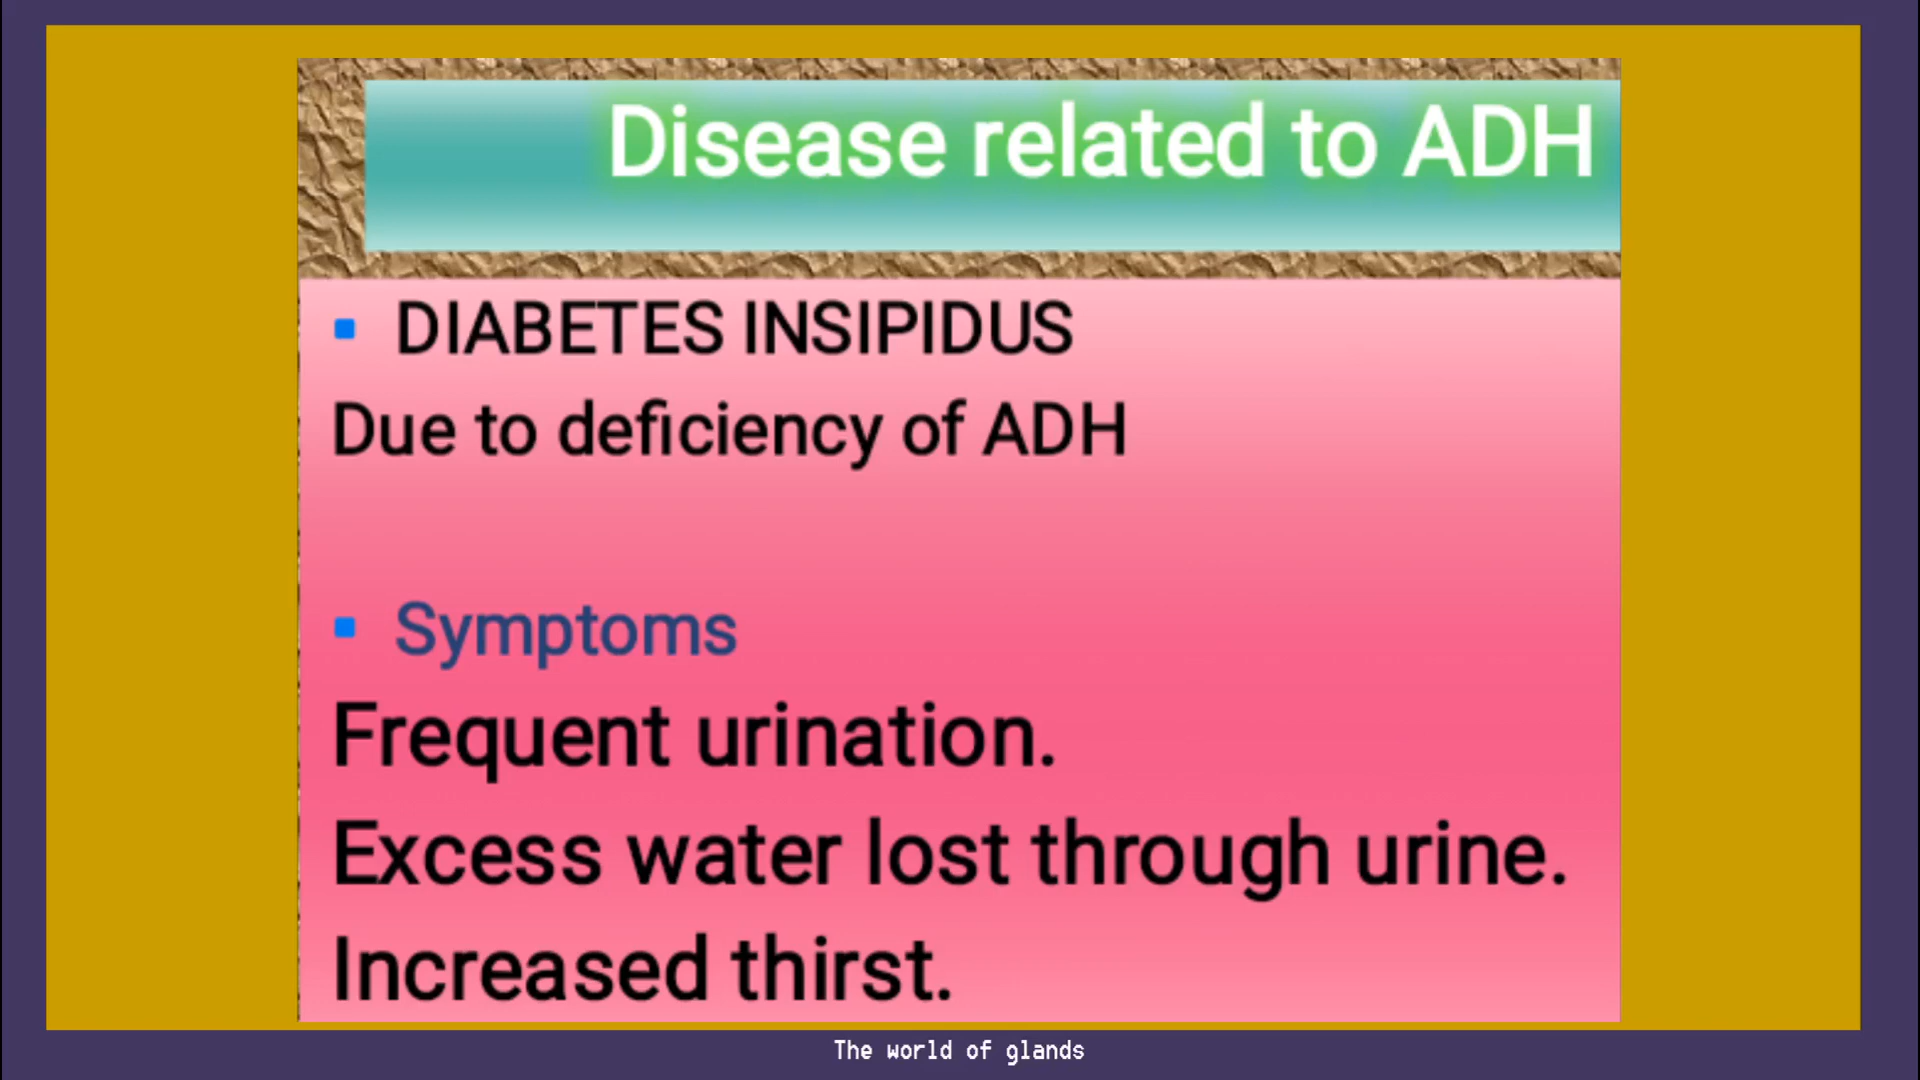 Disease related to ADH
▪ DIABETES INSIPIDUS
Due to deficiency of ADH
▪ Symptoms
Frequent urination.
Excess water lost through urine.
Increased thirst.
The world of glands